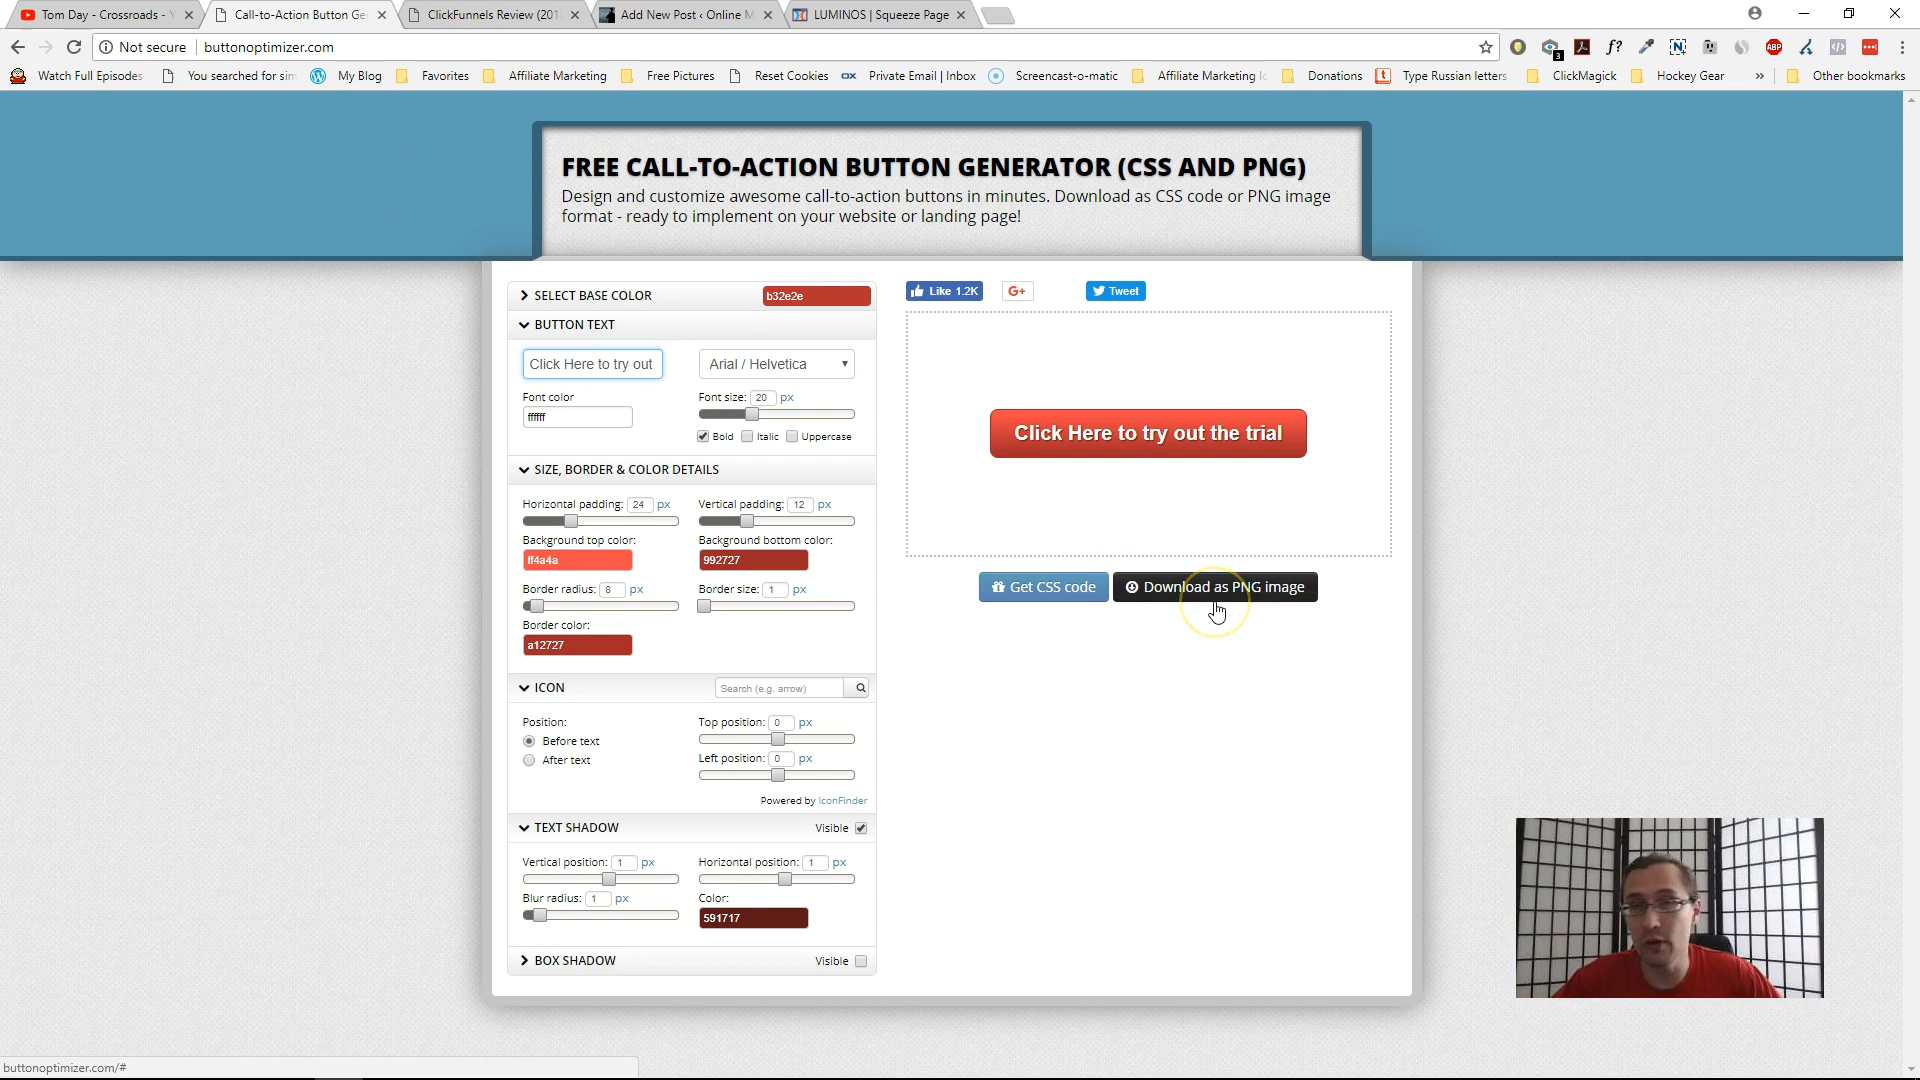 Tom Day - Crossroads - Y
Call-to-Action Button Ge
ClickFunnels Review (201
Add New Post ‹ Online M
LUMINOS | Squeeze Page
Not secure
buttonoptimizer.com
f?
3
N
ABP
Watch Full Episodes
You searched for sim
My Blog
Favorites
Affiliate Marketing
Free Pictures
Reset Cookies
OX
Private Email | Inbox
Screencast-o-matic
Affiliate Marketing Ic
Donations
t
Type Russian letters
ClickMagick
Hockey Gear
»
Other bookmarks
FREE CALL-TO-ACTION BUTTON GENERATOR (CSS AND PNG)
Design and customize awesome call-to-action buttons in minutes. Download as CSS code or PNG image
format - ready to implement on your website or landing page!
SELECT BASE COLOR
b32e2e
Like 1.2K
G+
Tweet
BUTTON TEXT
Click Here to try out
Arial / Helvetica
Font color
Font size: 20 px
ffffff
Bold
Italic
Uppercase
Click Here to try out the trial
SIZE, BORDER & COLOR DETAILS
Horizontal padding: 24 px
Vertical padding: 12 px
Background top color:
Background bottom color:
ff4a4a
992727
Get CSS code
Download as PNG image
Border radius: 8 px
Border size: 1 px
Border color:
a12727
ICON
Search (e.g. arrow)
Position:
Top position: 0 px
Before text
After text
Left position: 0 px
Powered by IconFinder
TEXT SHADOW
Visible
Vertical position: 1 px
Horizontal position: 1 px
Blur radius: 1 px
Color:
591717
BOX SHADOW
Visible
buttonoptimizer.com/#